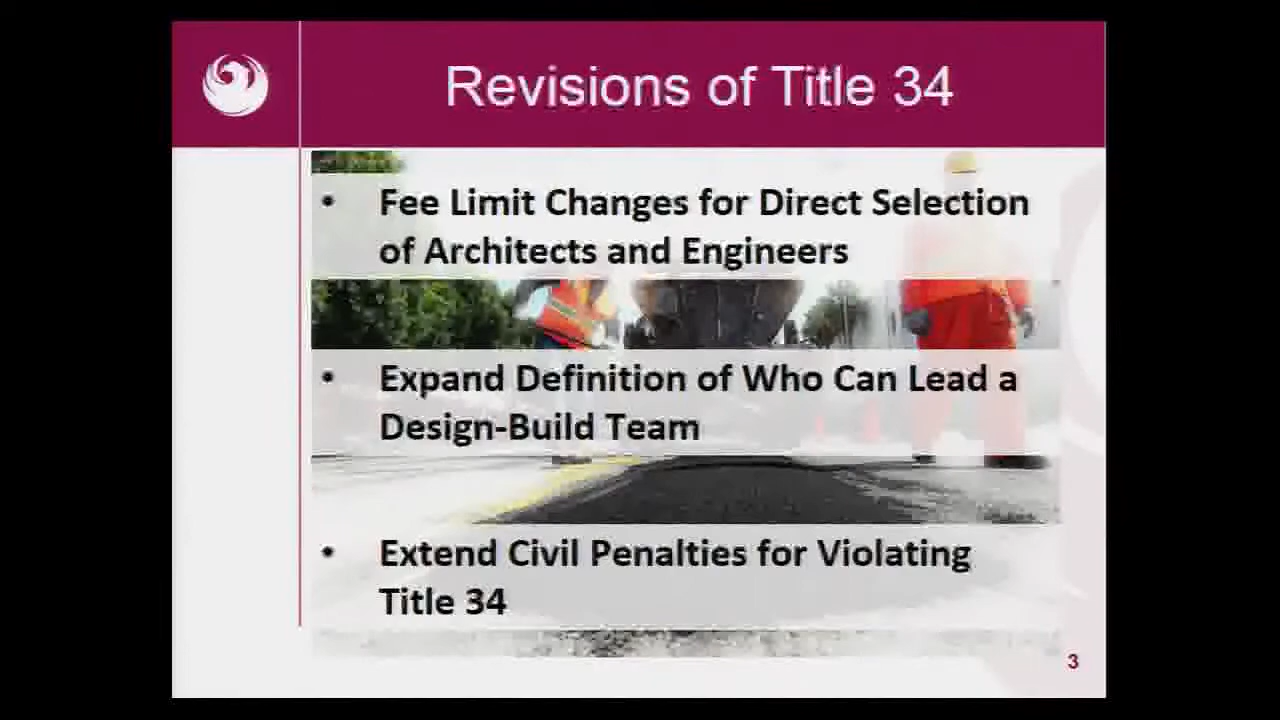 Revisions of Title 34
• Fee Limit Changes for Direct Selection
of Architects and Engineers
• Expand Definition of Who Can Lead a
Design-Build Team
• Extend Civil Penalties for Violating
Title 34
3